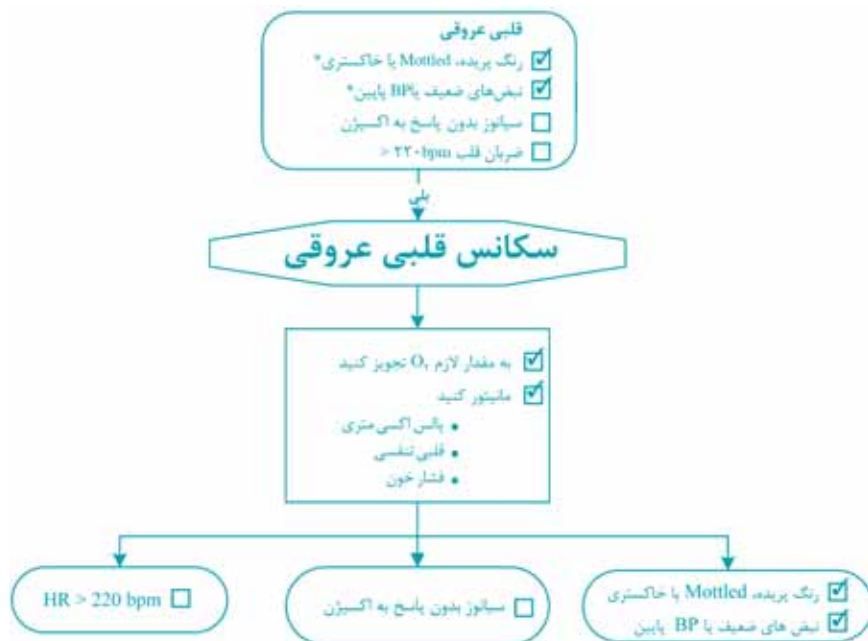 قلبی عروقی
رنگ پریده، Mottled یا خاکستری*
نبض‌های ضعیف یا BP پایین*
سیانوز بدون پاسخ به اکسیژن
ضربان قلب ۲۲۰bpm <
بلی
سکانس قلبی عروقی
به مقدار لازم O₂ تجویز کنید
مانیتور کنید
• پالس اکسی متری
• قلبی تنفسی
• فشار خون
رنگ پریده، Mottled یا خاکستری
نبض های ضعیف یا BP پایین
سیانوز بدون پاسخ به اکسیژن
HR > 220 bpm